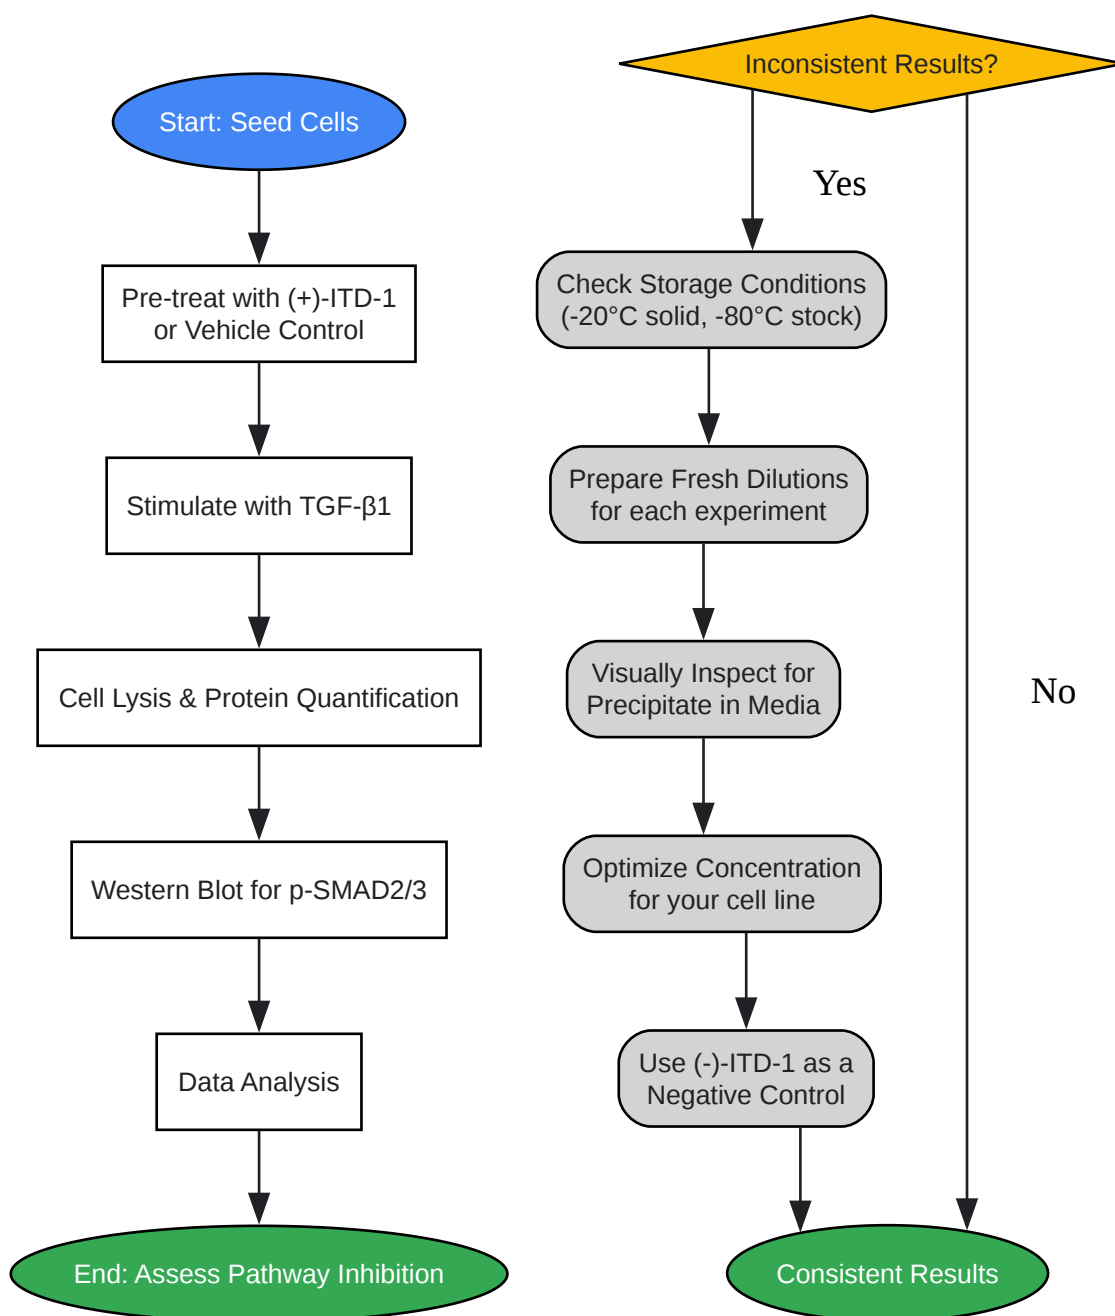 Start: Seed Cells
Pre-treat with (+)-ITD-1
or Vehicle Control
Stimulate with TGF-β1
Cell Lysis & Protein Quantification
Western Blot for p-SMAD2/3
Data Analysis
End: Assess Pathway Inhibition
Inconsistent Results?
Yes
Check Storage Conditions
(-20°C solid, -80°C stock)
Prepare Fresh Dilutions
for each experiment
Visually Inspect for
Precipitate in Media
No
Optimize Concentration
for your cell line
Use (-)-ITD-1 as a
Negative Control
Consistent Results